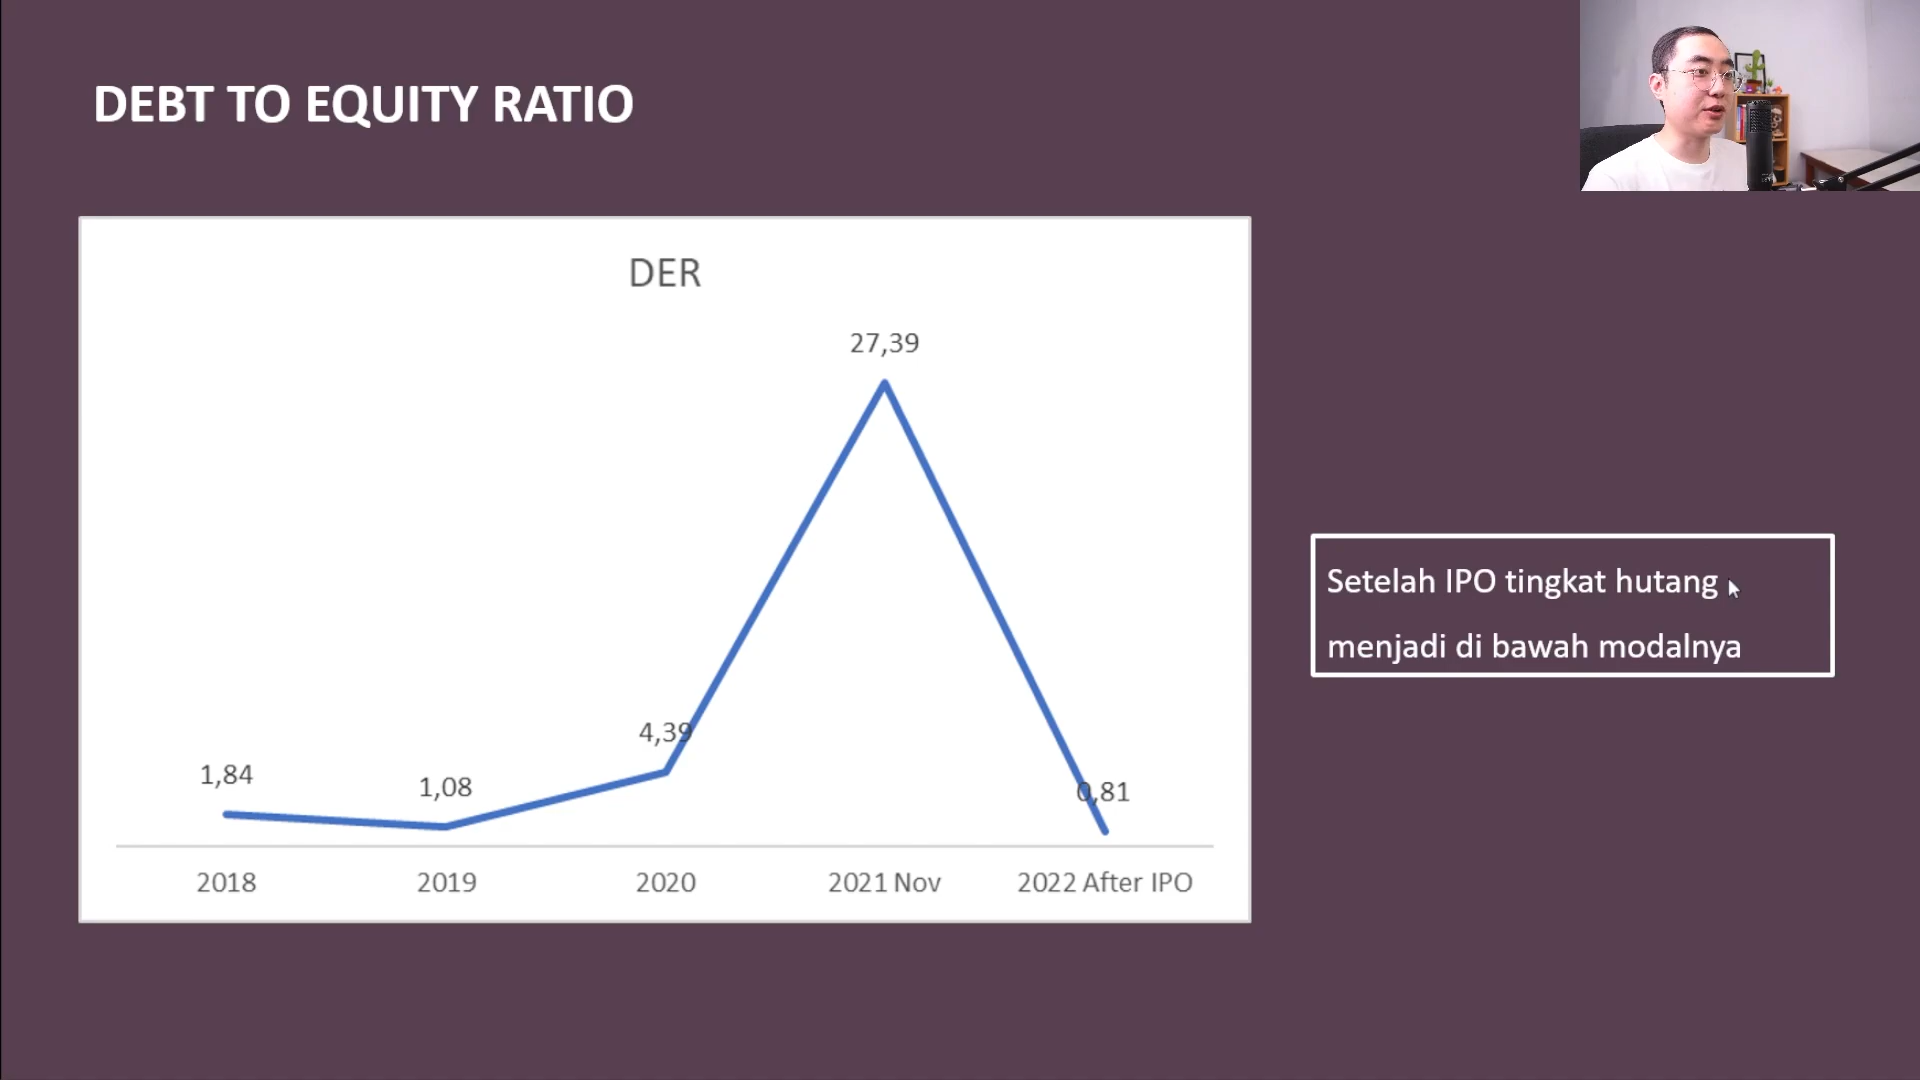 DEBT TO EQUITY RATIO
DER
27,39
4,39
1,84
1,08
0,81
2018
2019
2020
2021 Nov
2022 After IPO
Setelah IPO tingkat hutang
menjadi di bawah modalnya